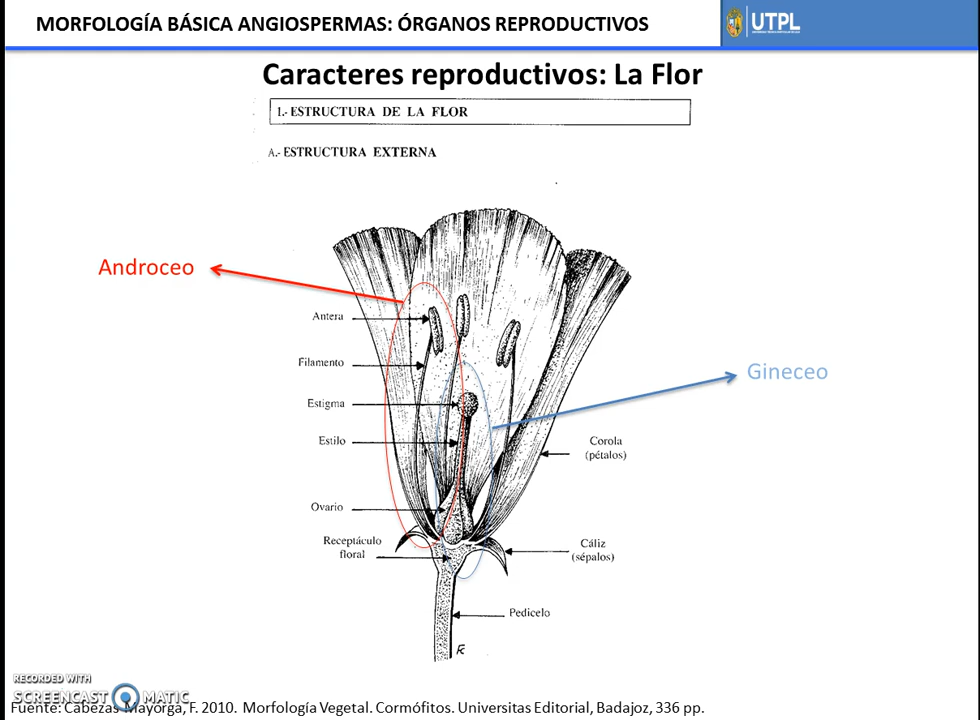 MORFOLOGÍA BÁSICA ANGIOSPERMAS: ÓRGANOS REPRODUCTIVOS
UTPL
Caracteres reproductivos: La Flor
1.- ESTRUCTURA DE LA FLOR
A.- ESTRUCTURA EXTERNA
Androceo
Antera
Filamento
Gineceo
Estigma
Estilo
Corola
(pétalos)
Ovario
Receptáculo
floral
Cáliz
(sépalos)
Pedicelo
RECORDED WITH
SCREENCAST MATIC
Fuente: Cabezas Mayorga, F. 2010. Morfología Vegetal. Cormófitos. Universitas Editorial, Badajoz, 336 pp.